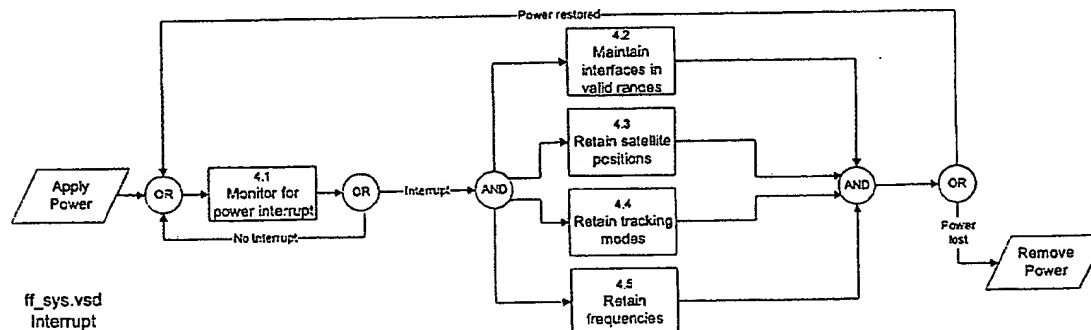 Power restored
4.2
Maintain
interfaces in
valid ranges
4.3
Retain satellite
positions
Apply
Power
OR
4.1
Monitor for
power interrupt
OR
Interrupt
AND
AND
OR
4.4
Retain tracking
modes
No Interrupt
Power
lost
Remove
Power
4.5
Retain
frequencies
ff_sys.vsd
Interrupt